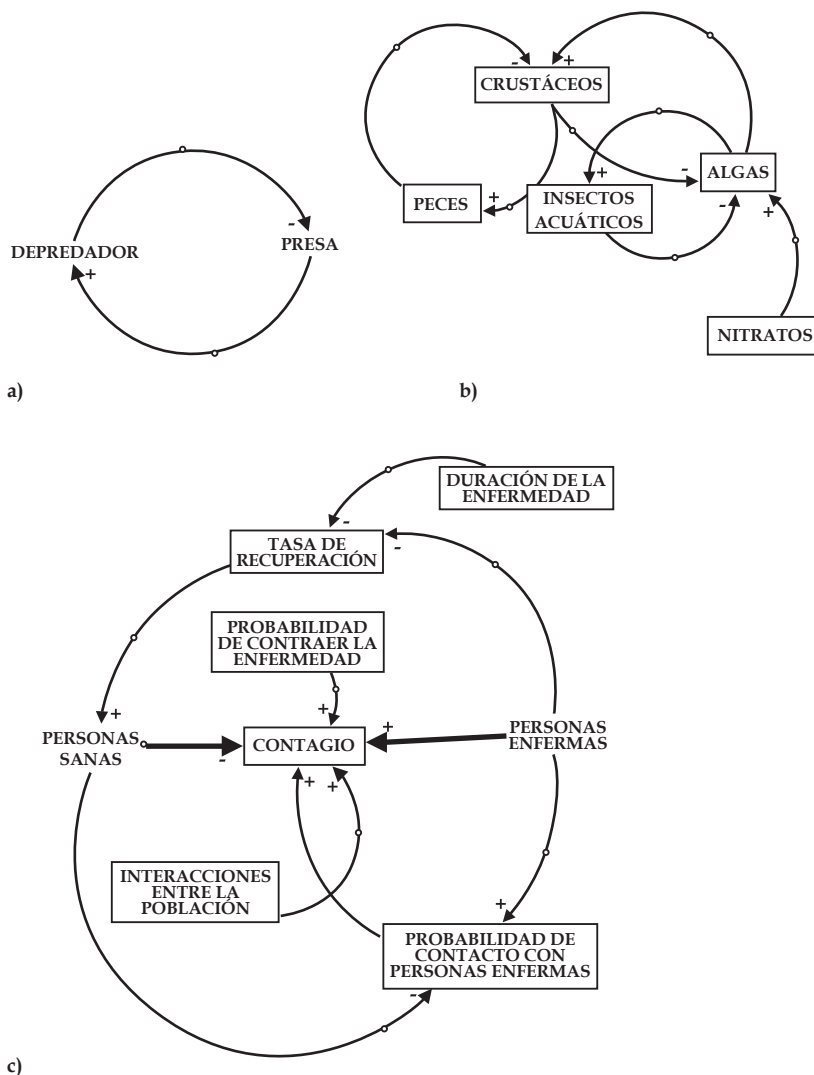 -
+
CRUSTÁCEOS
+
-
ALGAS
PECES
+
INSECTOS
ACUÁTICOS
-
+
-
PRESA
DEPREDADOR
+
NITRATOS
a)
b)
DURACIÓN DE LA
ENFERMEDAD
-
TASA DE
RECUPERACIÓN
-
PROBABILIDAD
DE CONTRAER LA
ENFERMEDAD
+
+
+
PERSONAS
SANAS
-
CONTAGIO
PERSONAS
ENFERMAS
+
+
INTERACCIONES
ENTRE LA
POBLACIÓN
+
PROBABILIDAD DE
CONTACTO CON
PERSONAS ENFERMAS
-
c)